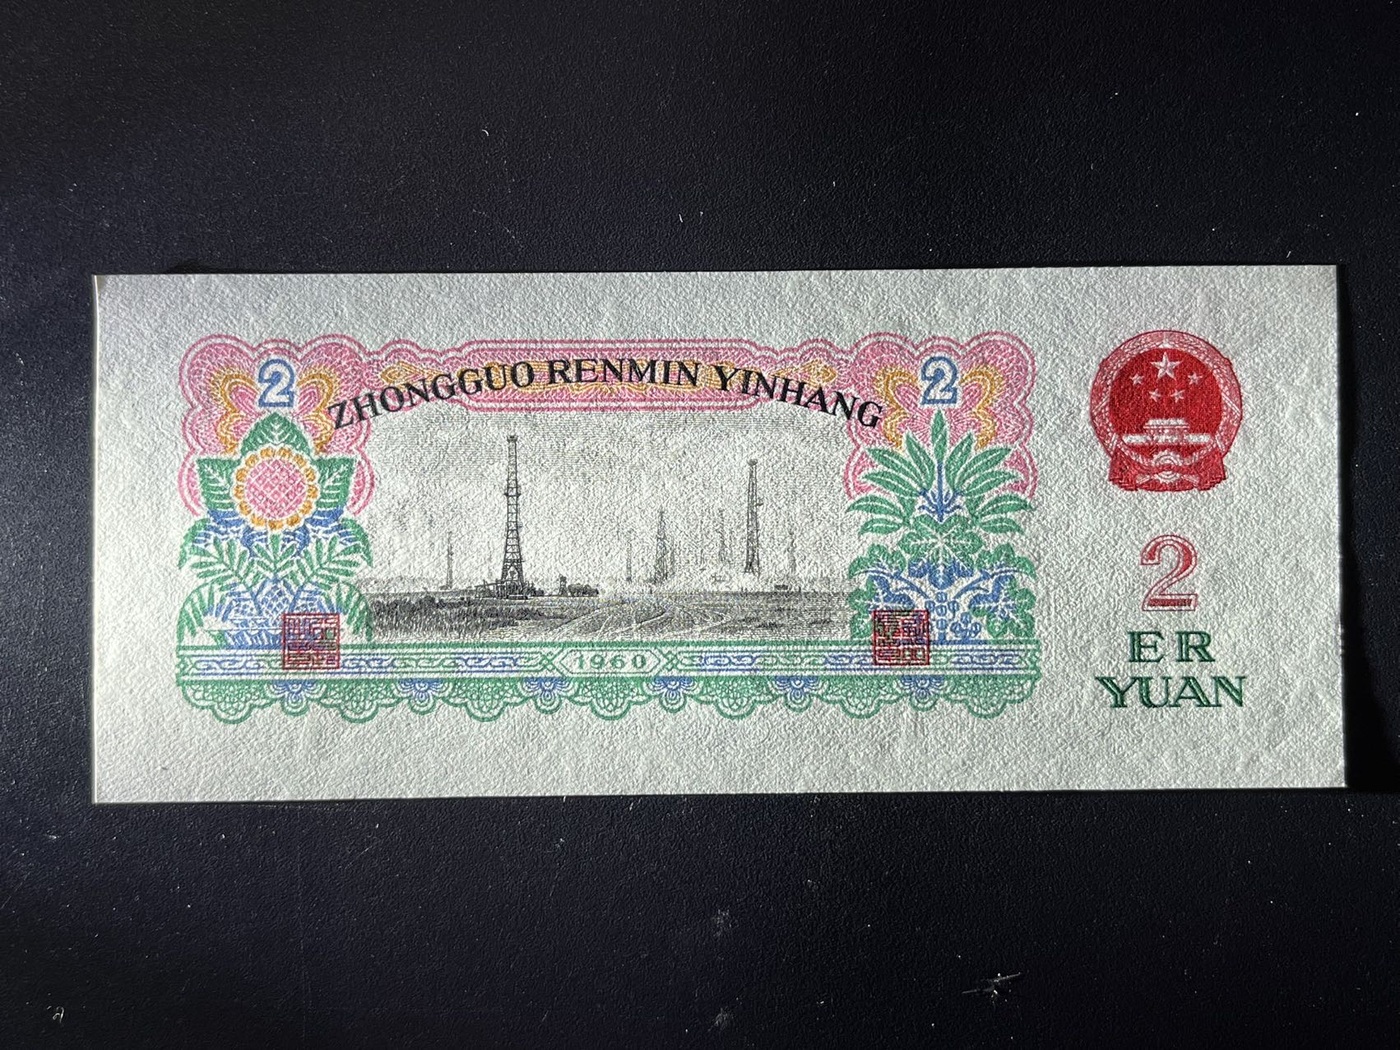 2 ZHONGGUO RENMIN YINHANG 2
1960
2
ER
YUAN